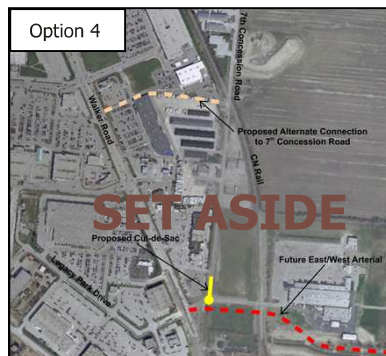 Option 4
7th Concession Road
Walker Road
Proposed Alternate Connection
to 7th Concession Road
CN Rail
SET ASIDE
Proposed Cul-de-Sac
Future East/West Arterial
Legacy Park Drive